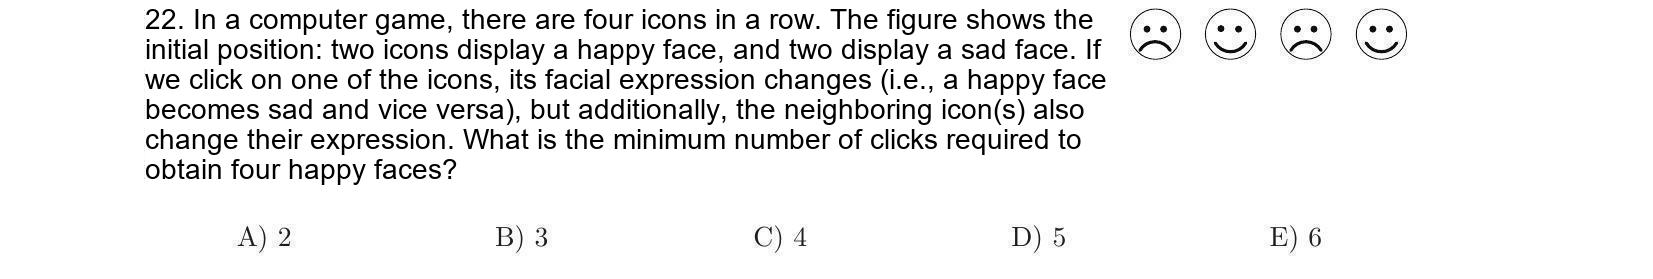 22. In a computer game, there are four icons in a row. The figure shows the
initial position: two icons display a happy face, and two display a sad face. If
we click on one of the icons, its facial expression changes (i.e., a happy face
becomes sad and vice versa), but additionally, the neighboring icon(s) also
change their expression. What is the minimum number of clicks required to
obtain four happy faces?
A) 2 B) 3 C) 4 D) 5 E) 6